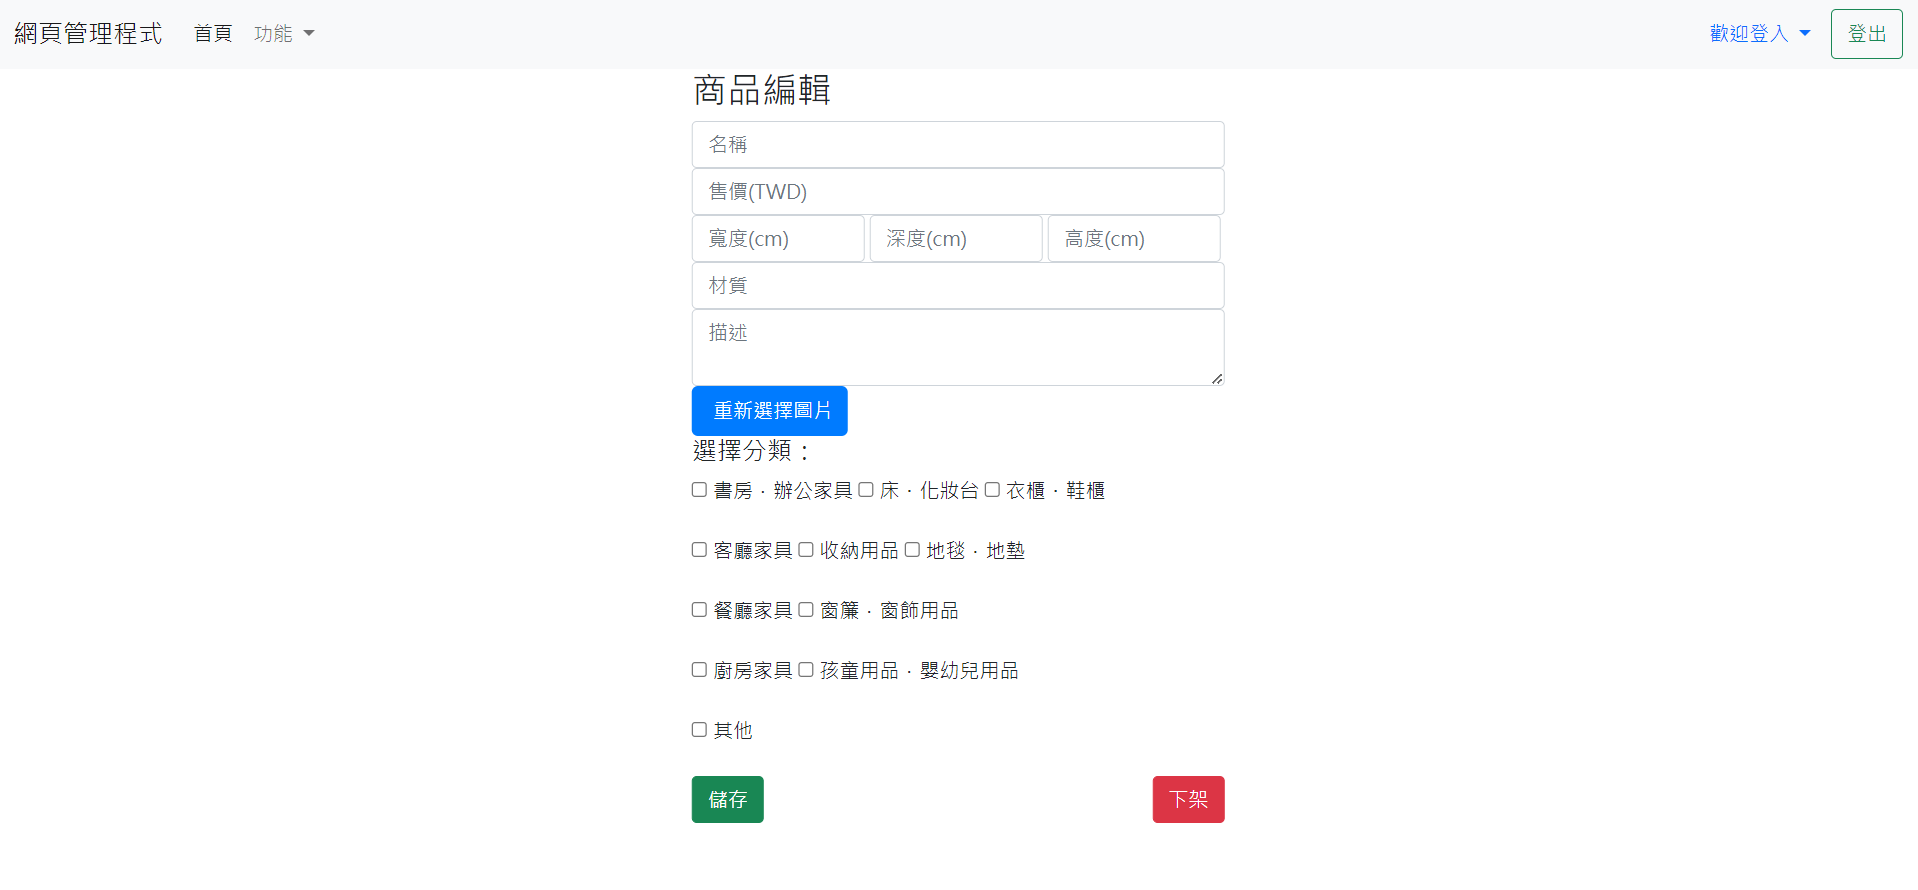 網頁管理程式 首頁 功能 歡迎登入 登出
商品編輯
名稱
售價(TWD)
寬度(cm) 深度(cm) 高度(cm)
材質
描述
重新選擇圖片
選擇分類：
書房．辦公家具 床．化妝台 衣櫃．鞋櫃
客廳家具 收納用品 地毯．地墊
餐廳家具 窗簾．窗飾用品
廚房家具 孩童用品．嬰幼兒用品
其他
儲存 下架